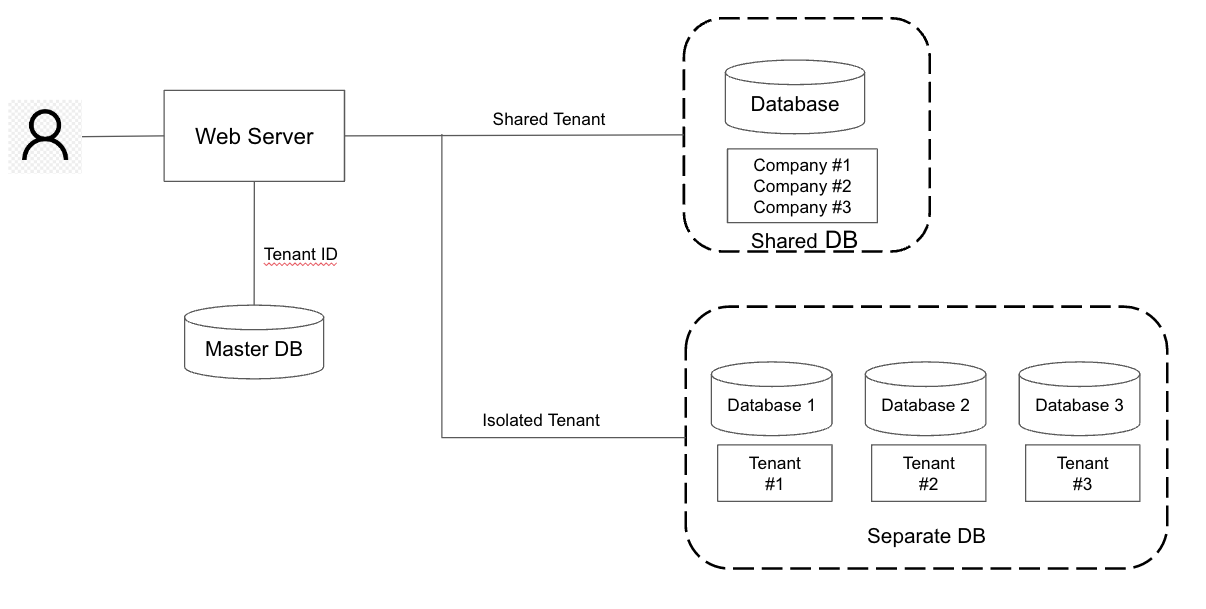 Web Server
Tenant ID
Master DB
Shared Tenant
Database
Company #1
Company #2
Company #3
Shared DB
Isolated Tenant
Database 1
Tenant
#1
Database 2
Tenant
#2
Database 3
Tenant
#3
Separate DB